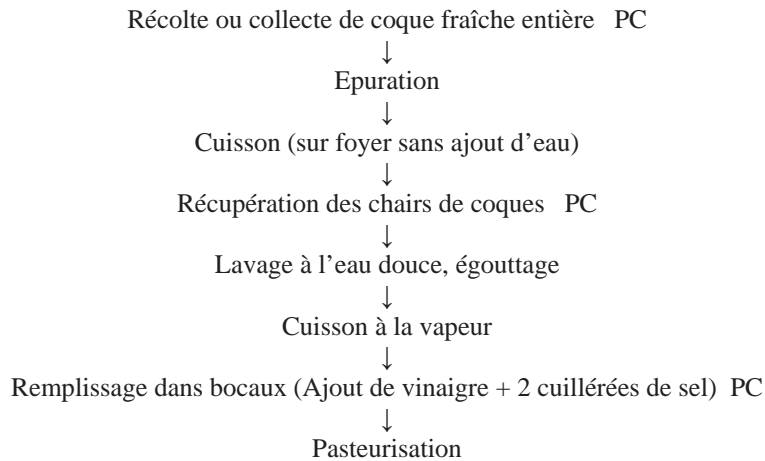 Récolte ou collecte de coque fraîche entière PC
↓
Epuration
↓
Cuisson (sur foyer sans ajout d’eau)
↓
Récupération des chairs de coques PC
↓
Lavage à l’eau douce, égouttage
↓
Cuisson à la vapeur
↓
Remplissage dans bocaux (Ajout de vinaigre + 2 cuillérées de sel) PC
↓
Pasteurisation